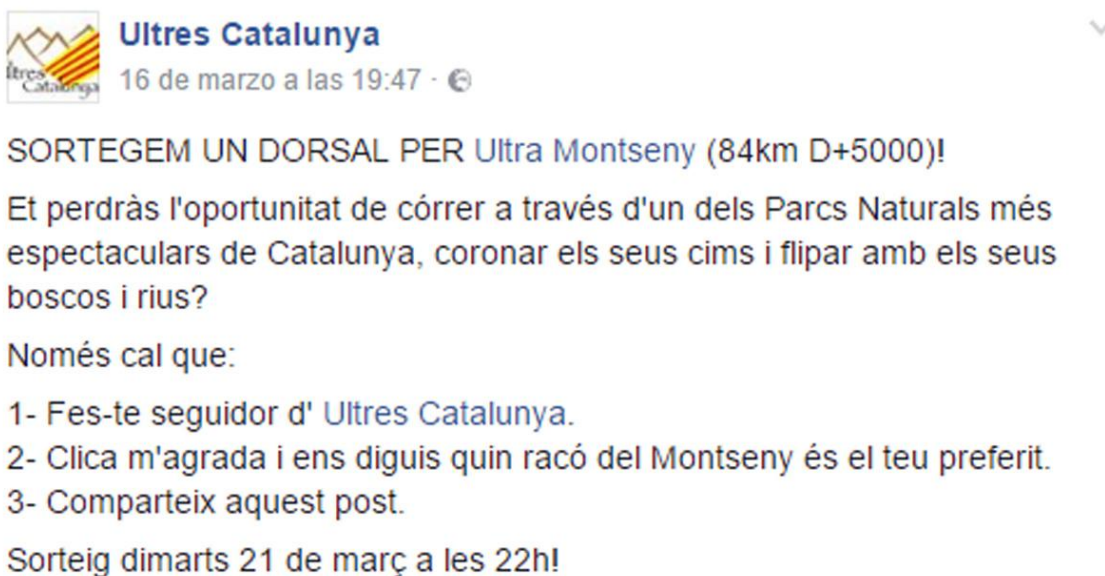 Ultres Catalunya
ltres
Catalunya
16 de marzo a las 19:47 ·
SORTEGEM UN DORSAL PER Ultra Montseny (84km D+5000)!
Et perdràs l'oportunitat de córrer a través d'un dels Parcs Naturals més
espectaculars de Catalunya, coronar els seus cims i flipar amb els seus
boscos i rius?
Només cal que:
1- Fes-te seguidor d' Ultres Catalunya.
2- Clica m'agrada i ens diguis quin racó del Montseny és el teu preferit.
3- Comparteix aquest post.
Sorteig dimarts 21 de març a les 22h!